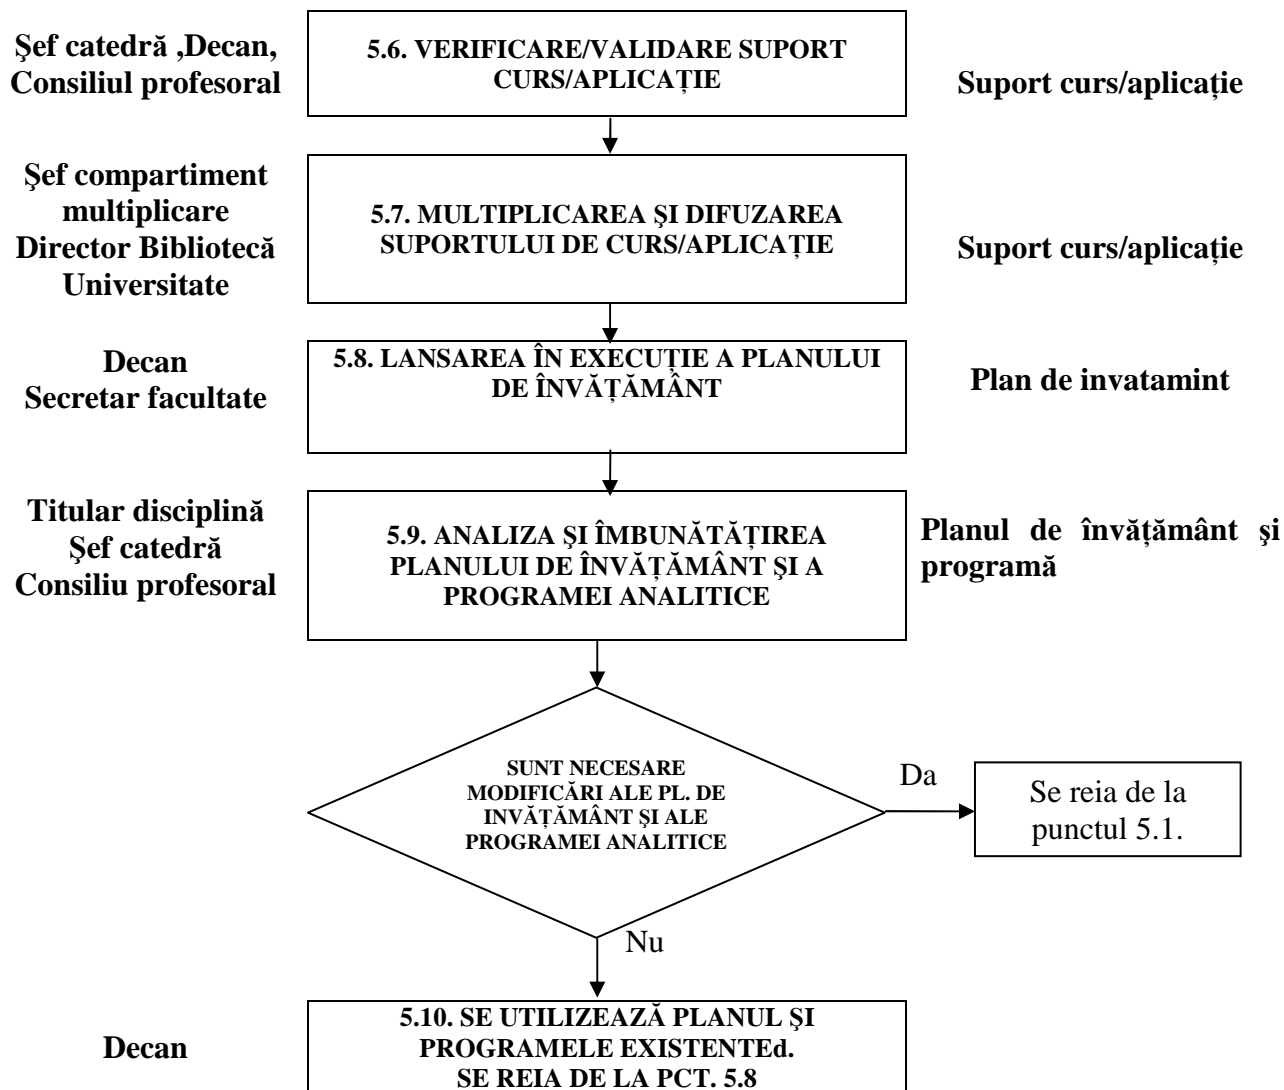 Şef catedră ,Decan,
Consiliul profesoral
5.6. VERIFICARE/VALIDARE SUPORT
CURS/APLICAȚIE
Suport curs/aplicație
Şef compartiment
multiplicare
Director Bibliotecă
Universitate
5.7. MULTIPLICAREA ŞI DIFUZAREA
SUPORTULUI DE CURS/APLICAȚIE
Suport curs/aplicație
Decan
Secretar facultate
5.8. LANSAREA ÎN EXECUȚIE A PLANULUI
DE ÎNVĂȚĂMÂNT
Plan de invatamint
Titular disciplină
Şef catedră
Consiliu profesoral
5.9. ANALIZA ŞI ÎMBUNĂTĂȚIREA
PLANULUI DE ÎNVĂȚĂMÂNT ŞI A
PROGRAMEI ANALITICE
Planul de învățământ şi
programă
SUNT NECESARE
MODIFICĂRI ALE PL. DE
INVĂȚĂMÂNT ŞI ALE
PROGRAMEI ANALITICE
Da
Se reia de la
punctul 5.1.
Nu
Decan
5.10. SE UTILIZEAZĂ PLANUL ŞI
PROGRAMELE EXISTENTEd.
SE REIA DE LA PCT. 5.8